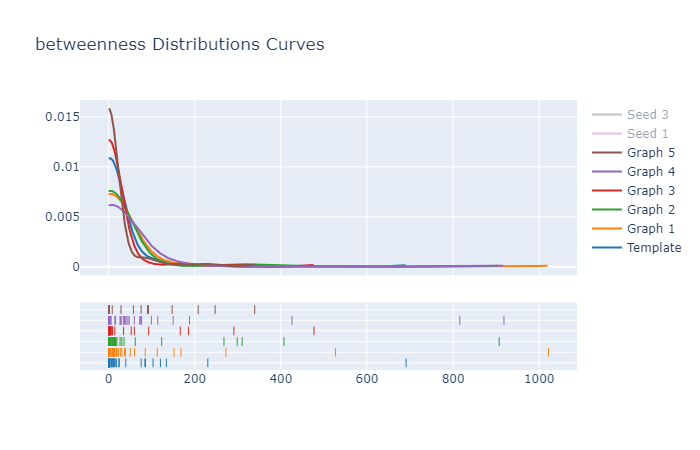 betweenness Distributions Curves
0.015
0.01
0.005
0
Seed 3
Seed 1
Graph 5
Graph 4
Graph 3
Graph 2
Graph 1
Template
0 200 400 600 800 1000